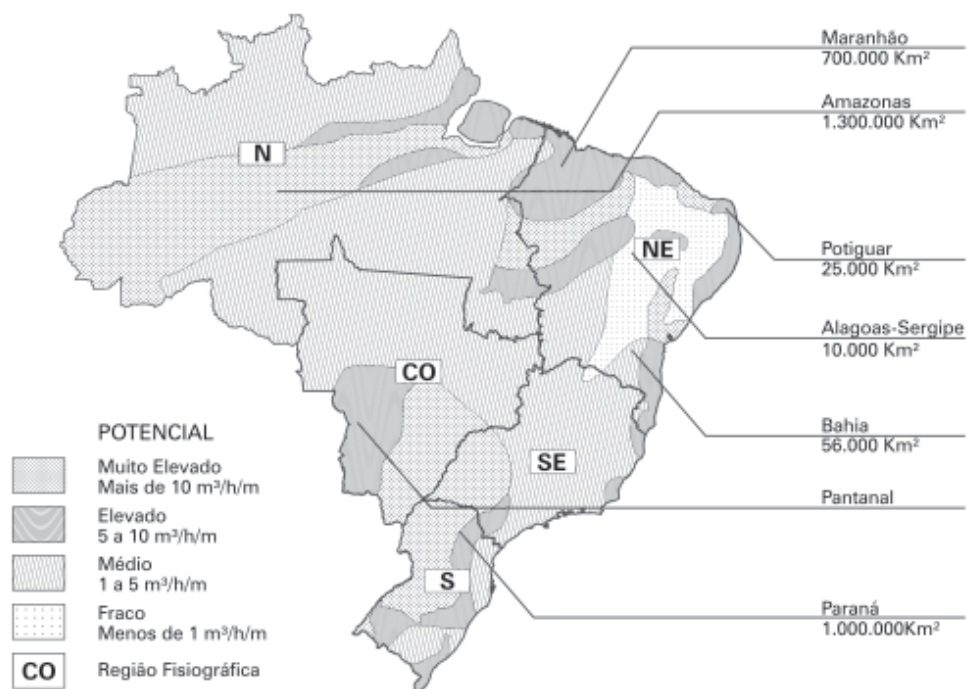 Maranhão
700.000 Km²
Amazonas
1.300.000 Km²
N
NE
Potiguar
25.000 Km²
Alagoas-Sergipe
10.000 Km²
CO
Bahia
56.000 Km²
SE
Pantanal
S
Paraná
1.000.000Km²
POTENCIAL
Muito Elevado
Mais de 10 m³/h/m
Elevado
5 a 10 m³/h/m
Médio
1 a 5 m³/h/m
Fraco
Menos de 1 m³/h/m
CO Região Fisiográfica